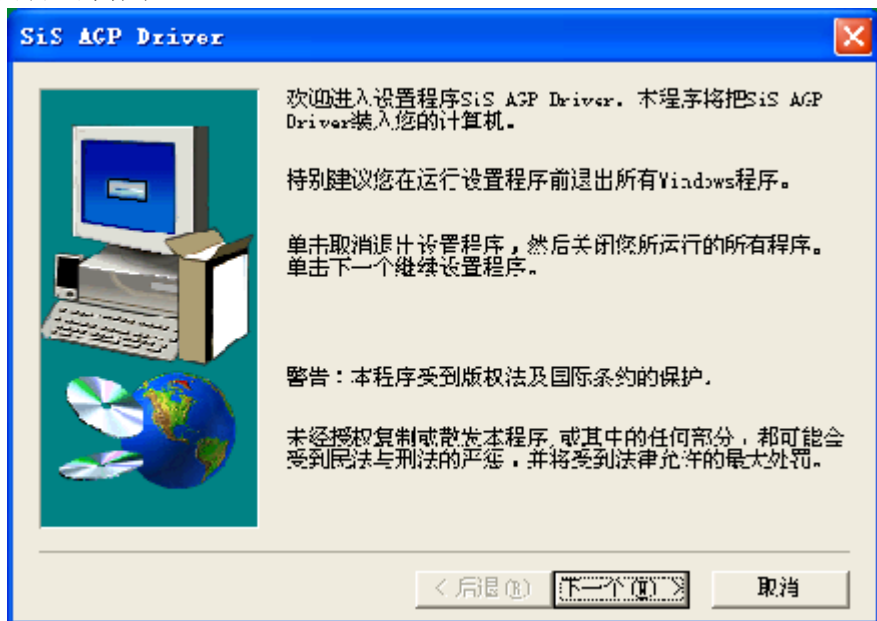 SiS AGP Driver
欢迎进入设置程序SiS AGP Driver. 本程序将把SiS AGP
Driver装入您的计算机。
特别建议您在运行设置程序前退出所有Windows程序。
单击取消退出设置程序，然后关闭您所运行的所有程序。
单击下一个继续设置程序。
警告：本程序受到版权法及国际条约的保护.
未经授权复制或散发本程序,或其中的任何部分，都可能会
受到民法与刑法的严惩，并将受到法律允许的最大处罚。
< 后退(B) 下一个(N) > 取消